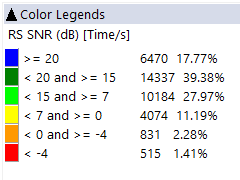 Color Legends
RS SNR (dB) [Time/s]
>= 20 6470 17.77%
< 20 and >= 15 14337 39.38%
< 15 and >= 7 10184 27.97%
< 7 and >= 0 4074 11.19%
< 0 and >= -4 831 2.28%
< -4 515 1.41%